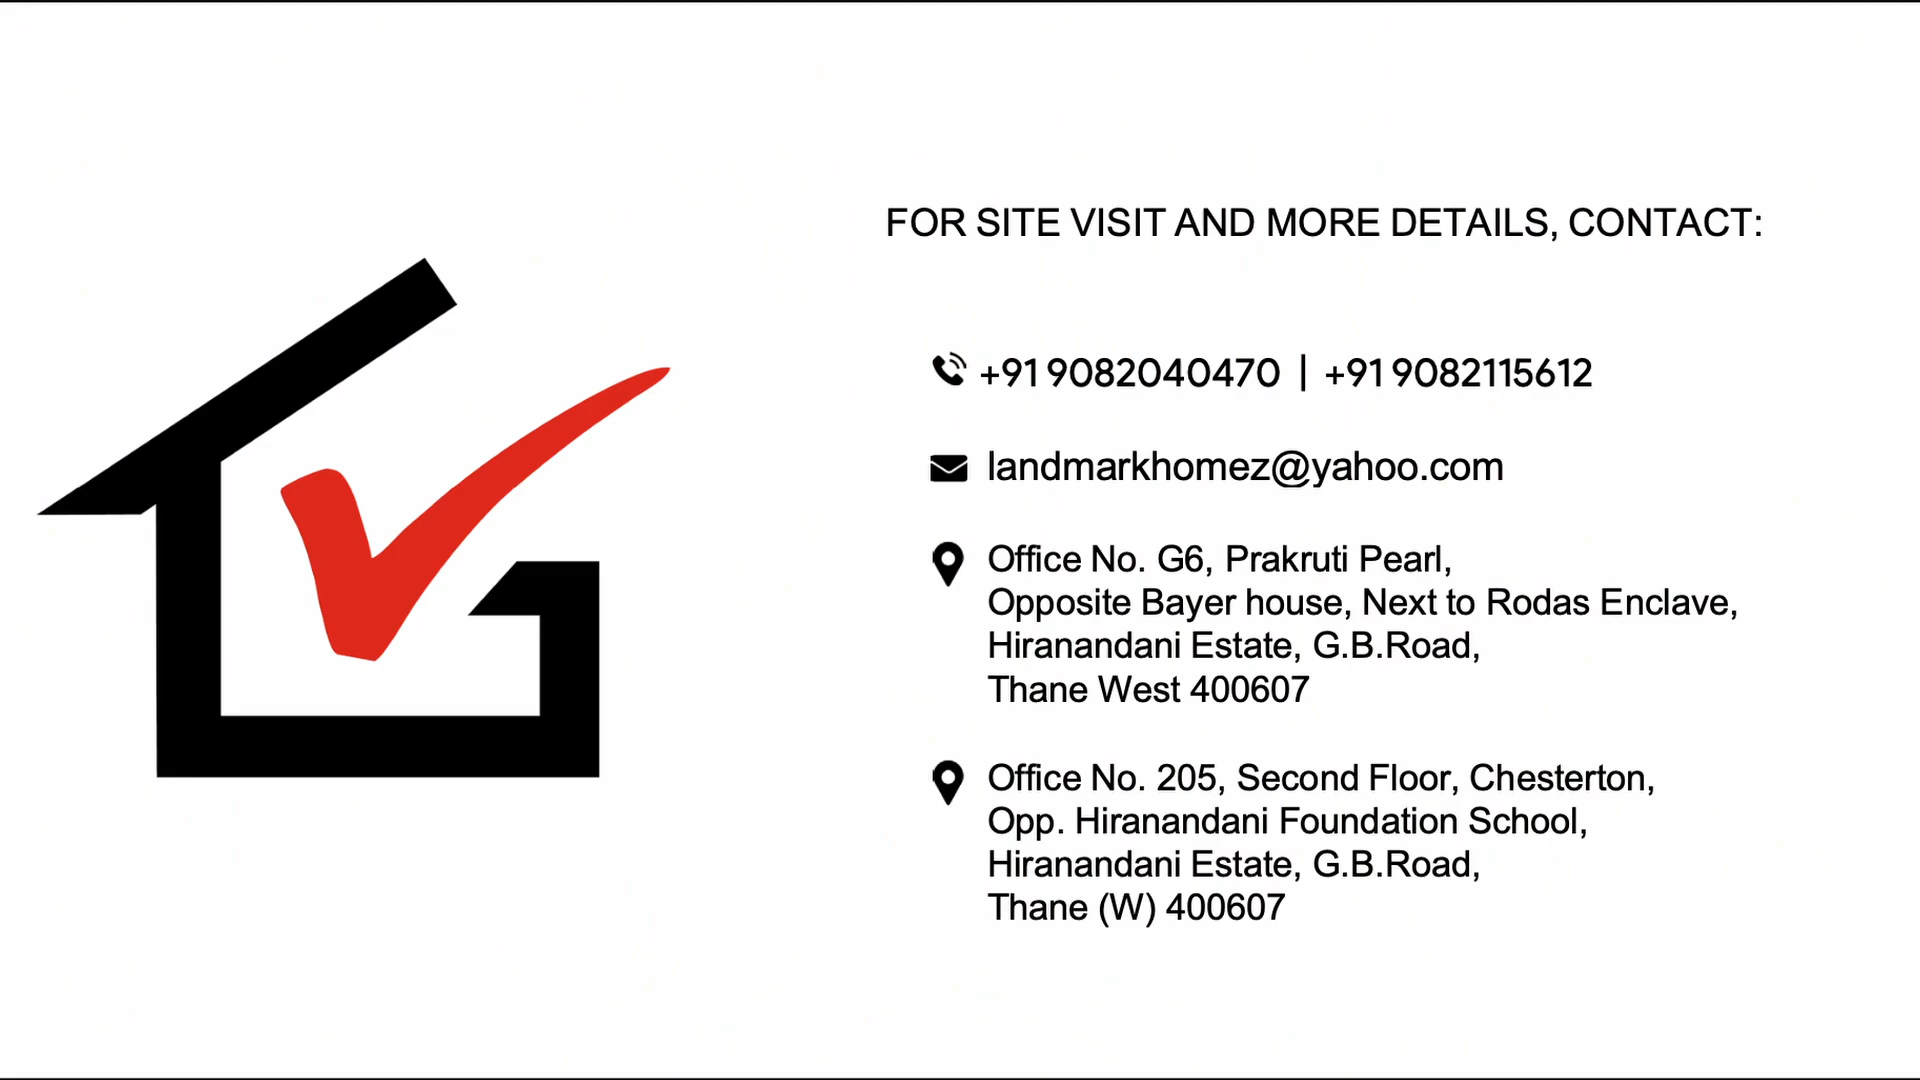 FOR SITE VISIT AND MORE DETAILS, CONTACT:
+91 9082040470 | +91 9082115612
landmarkhomez@yahoo.com
Office No. G6, Prakruti Pearl,
Opposite Bayer house, Next to Rodas Enclave,
Hiranandani Estate, G.B.Road,
Thane West 400607
Office No. 205, Second Floor, Chesterton,
Opp. Hiranandani Foundation School,
Hiranandani Estate, G.B.Road,
Thane (W) 400607